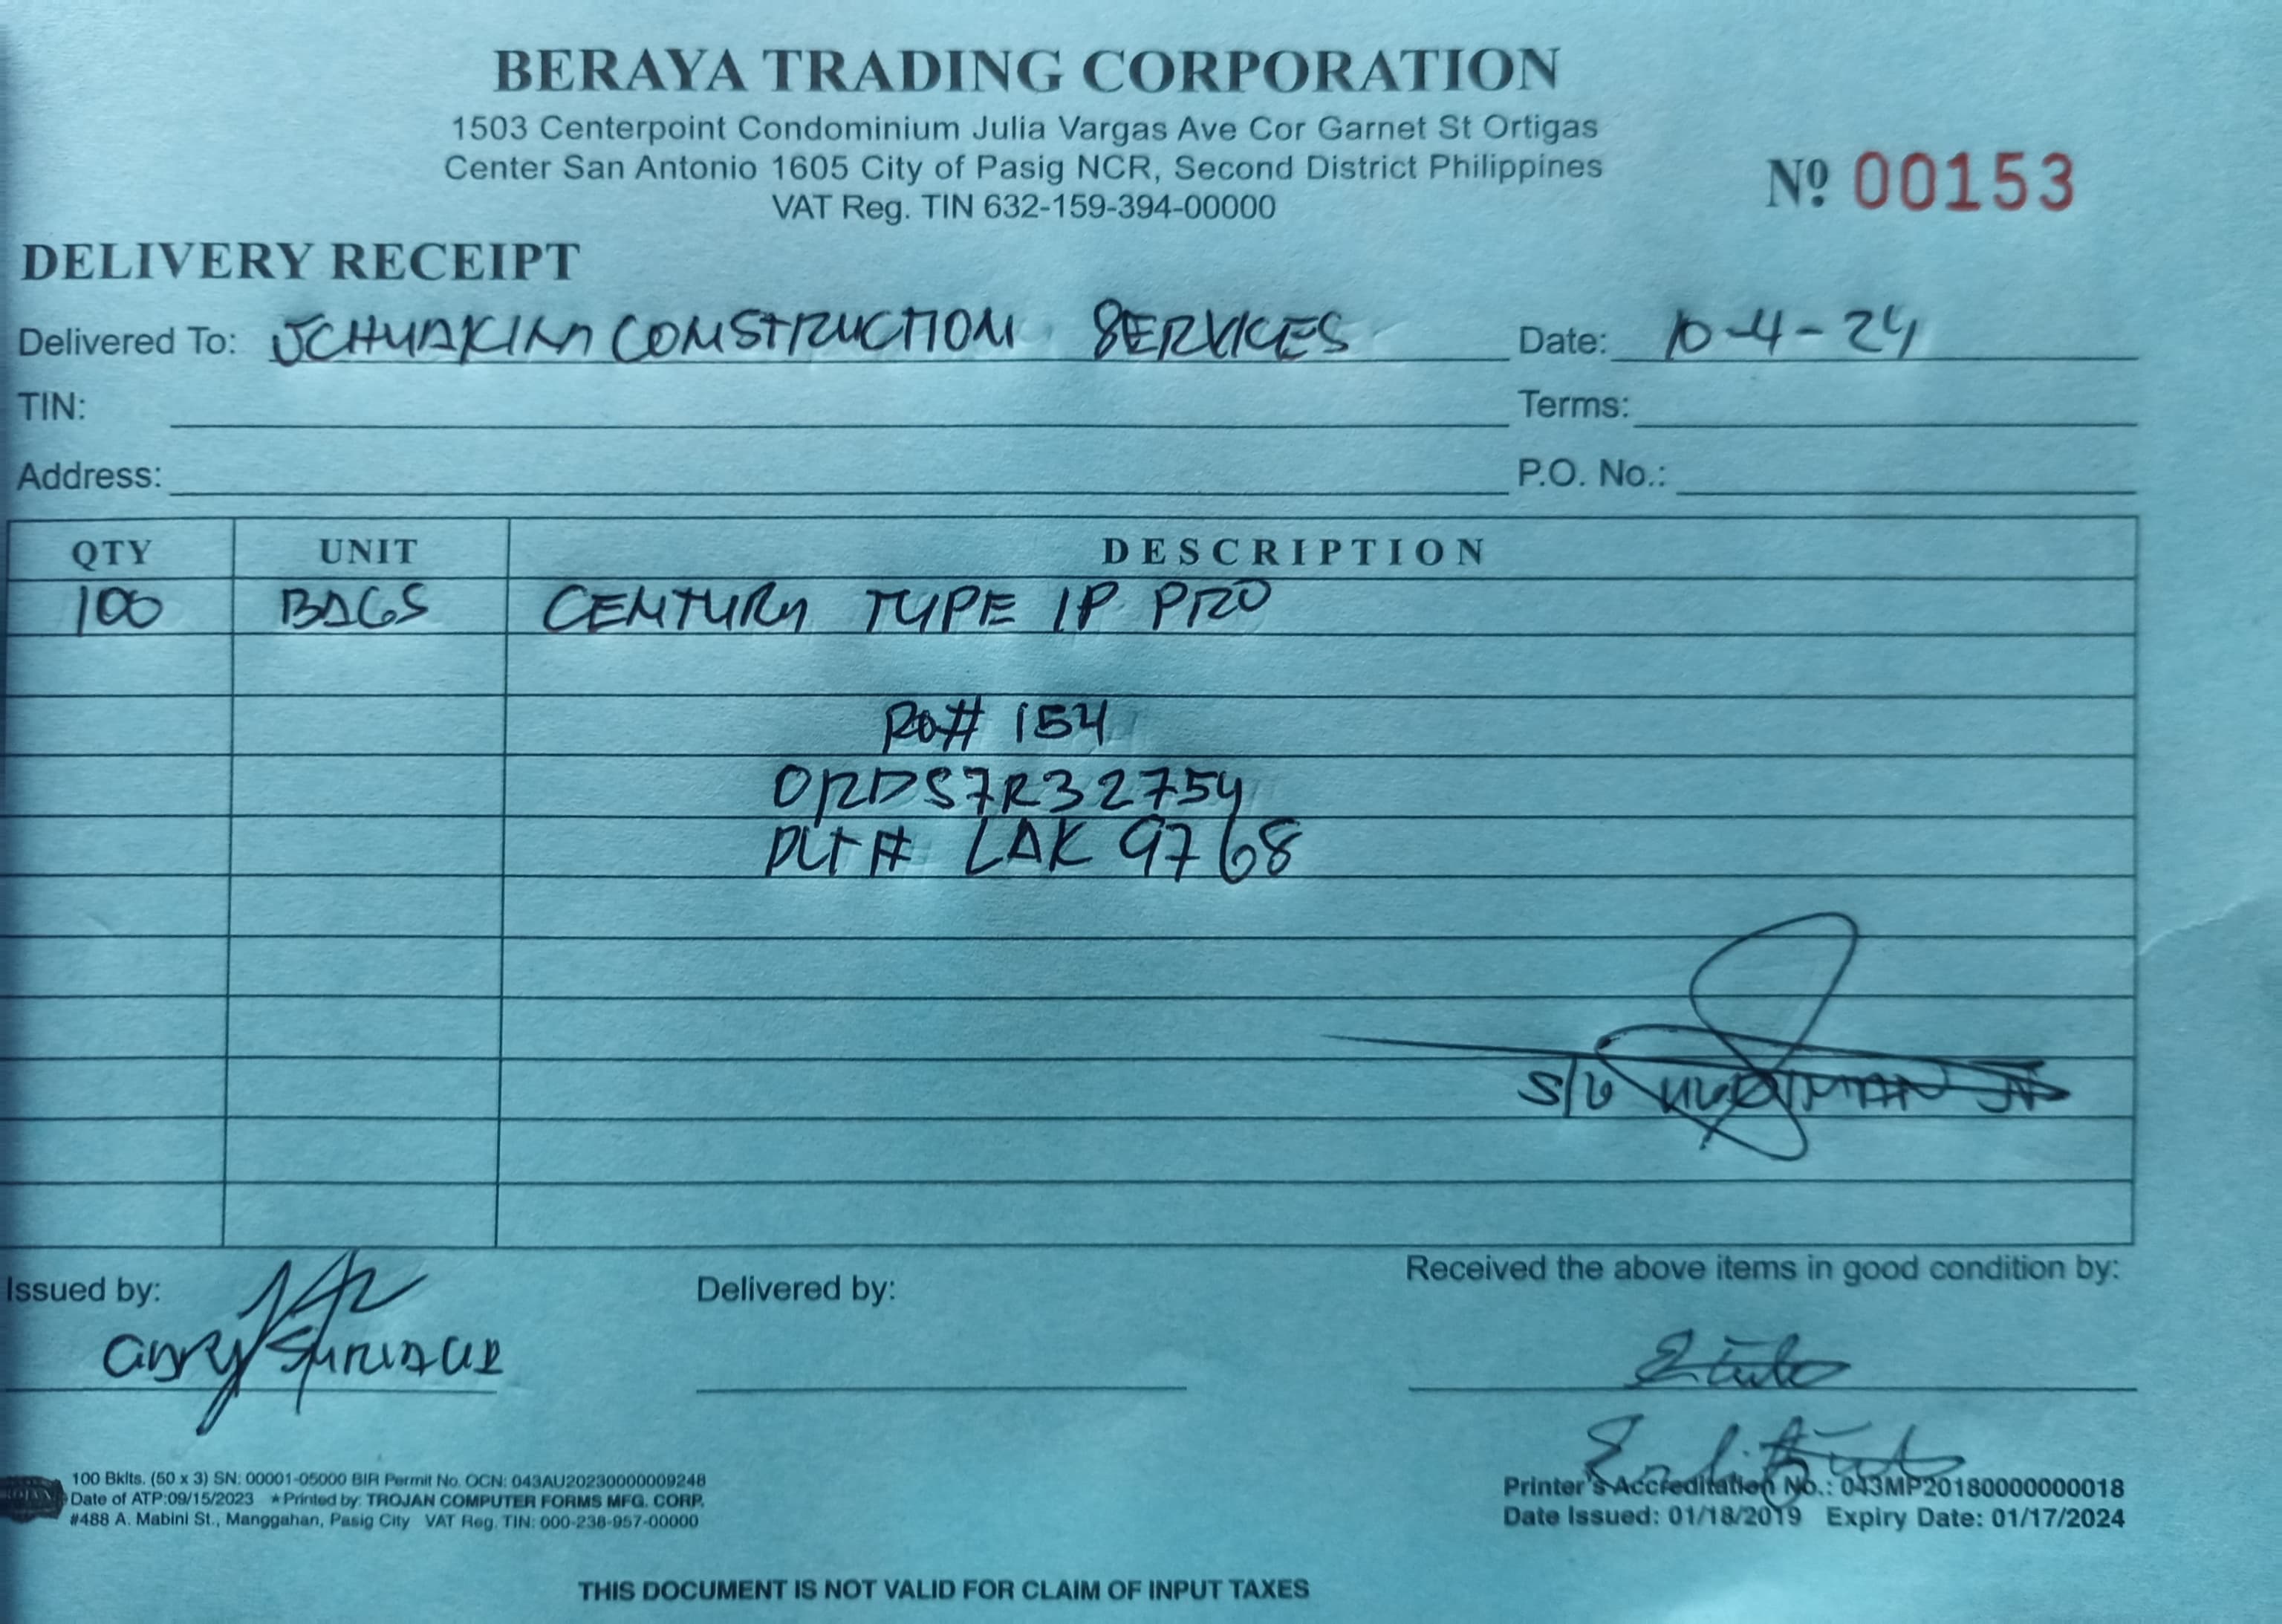 BERAYA TRADING CORPORATION
1503 Centerpoint Condominium Julia Vargas Ave Cor Garnet St Ortigas
Center San Antonio 1605 City of Pasig NCR, Second District Philippines
VAT Reg. TIN 632-159-394-00000
Nº 00153
DELIVERY RECEIPT
Delivered To: JCHUAKIM CONSTRUCTION SERVICES Date: 10-4-24
TIN: Terms:
Address: P.O. No.:
QTY UNIT DESCRIPTION
100 BAGS CENTURY TYPE 1P PRO
PO# 154
ORDS7R32754
PLT# LAK 9768
Issued by: Delivered by: Received the above items in good condition by:
100 Bklts. (50 x 3) SN: 00001-05000 BIR Permit No. OCN: 043AU20230000009248
Date of ATP:09/15/2023 ★Printed by: TROJAN COMPUTER FORMS MFG. CORP.
#488 A. Mabini St., Manggahan, Pasig City VAT Reg. TIN: 000-238-957-00000
Printer's Accreditation No.: 043MP20180000000018
Date Issued: 01/18/2019 Expiry Date: 01/17/2024
THIS DOCUMENT IS NOT VALID FOR CLAIM OF INPUT TAXES